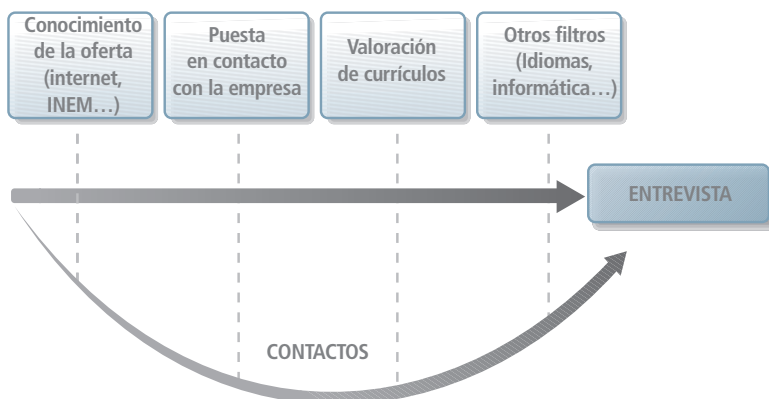 Conocimiento
de la oferta
(internet,
INEM…)
Puesta
en contacto
con la empresa
Valoración
de currículos
Otros filtros
(Idiomas,
informática…)
ENTREVISTA
CONTACTOS